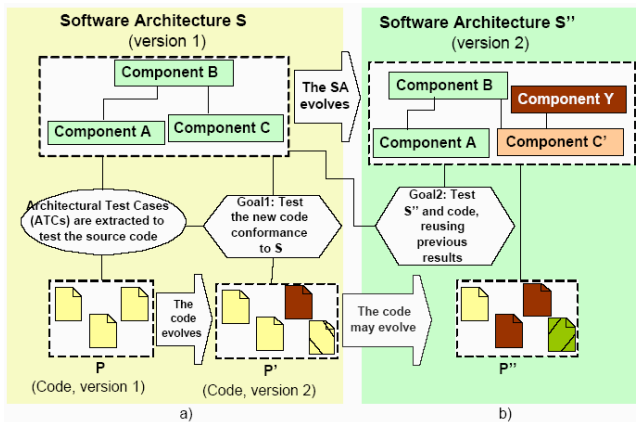 Software Architecture S
(version 1)
Component B
Component A
Component C
The SA
evolves
Software Architecture S’’
(version 2)
Component B
Component Y
Component A
Component C’
Architectural Test Cases
(ATCs) are extracted to
test the source code
Goal1: Test
the new code
conformance
to S
Goal2: Test
S’’ and code,
reusing
previous
results
The
code
evolves
The code
may evolve
P
(Code, version 1)
P’
(Code, version 2)
P’’
a)
b)